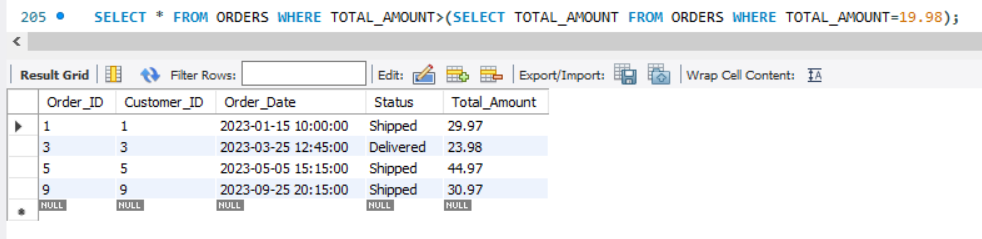 205 SELECT * FROM ORDERS WHERE TOTAL_AMOUNT>(SELECT TOTAL_AMOUNT FROM ORDERS WHERE TOTAL_AMOUNT=19.98);
Result Grid Filter Rows: Edit: Export/Import: Wrap Cell Content: IA
Order_ID Customer_ID Order_Date Status Total_Amount
1 1 2023-01-15 10:00:00 Shipped 29.97
3 3 2023-03-25 12:45:00 Delivered 23.98
5 5 2023-05-05 15:15:00 Shipped 44.97
9 9 2023-09-25 20:15:00 Shipped 30.97
NULL NULL NULL NULL NULL